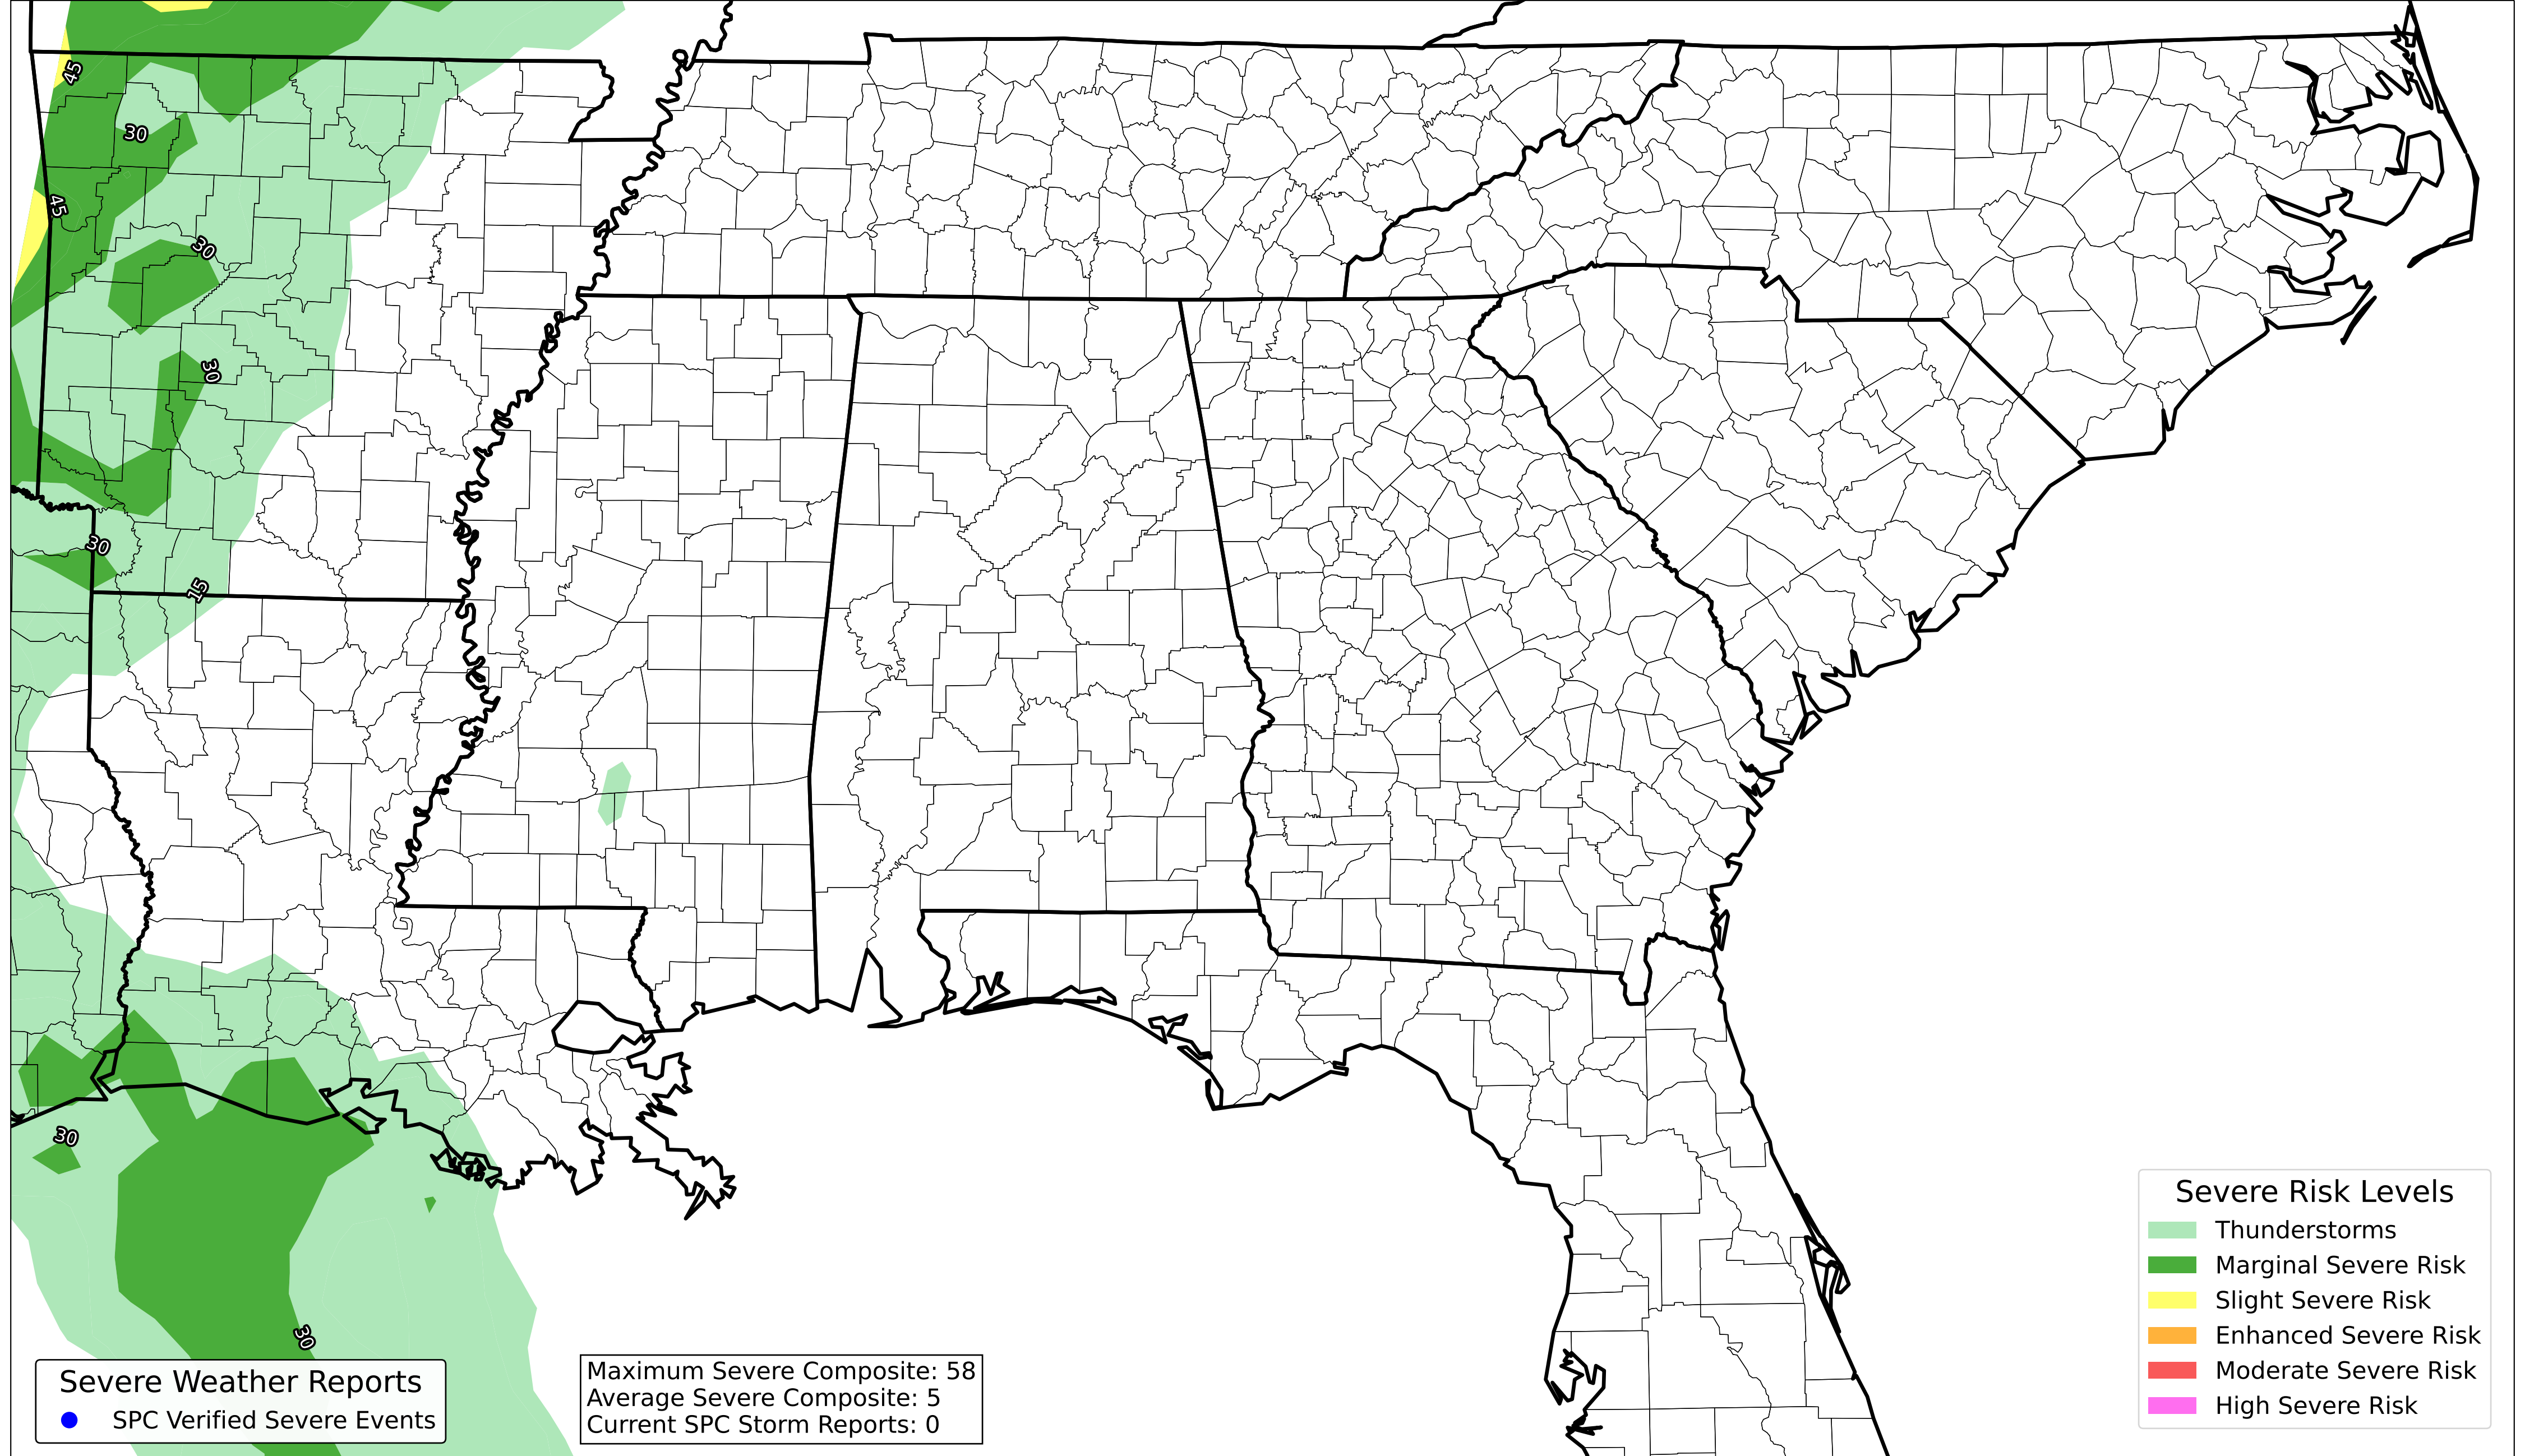 45
30
45
30
30
30
15
30
30
Severe Weather Reports
SPC Verified Severe Events
Maximum Severe Composite: 58
Average Severe Composite: 5
Current SPC Storm Reports: 0
Severe Risk Levels
Thunderstorms
Marginal Severe Risk
Slight Severe Risk
Enhanced Severe Risk
Moderate Severe Risk
High Severe Risk